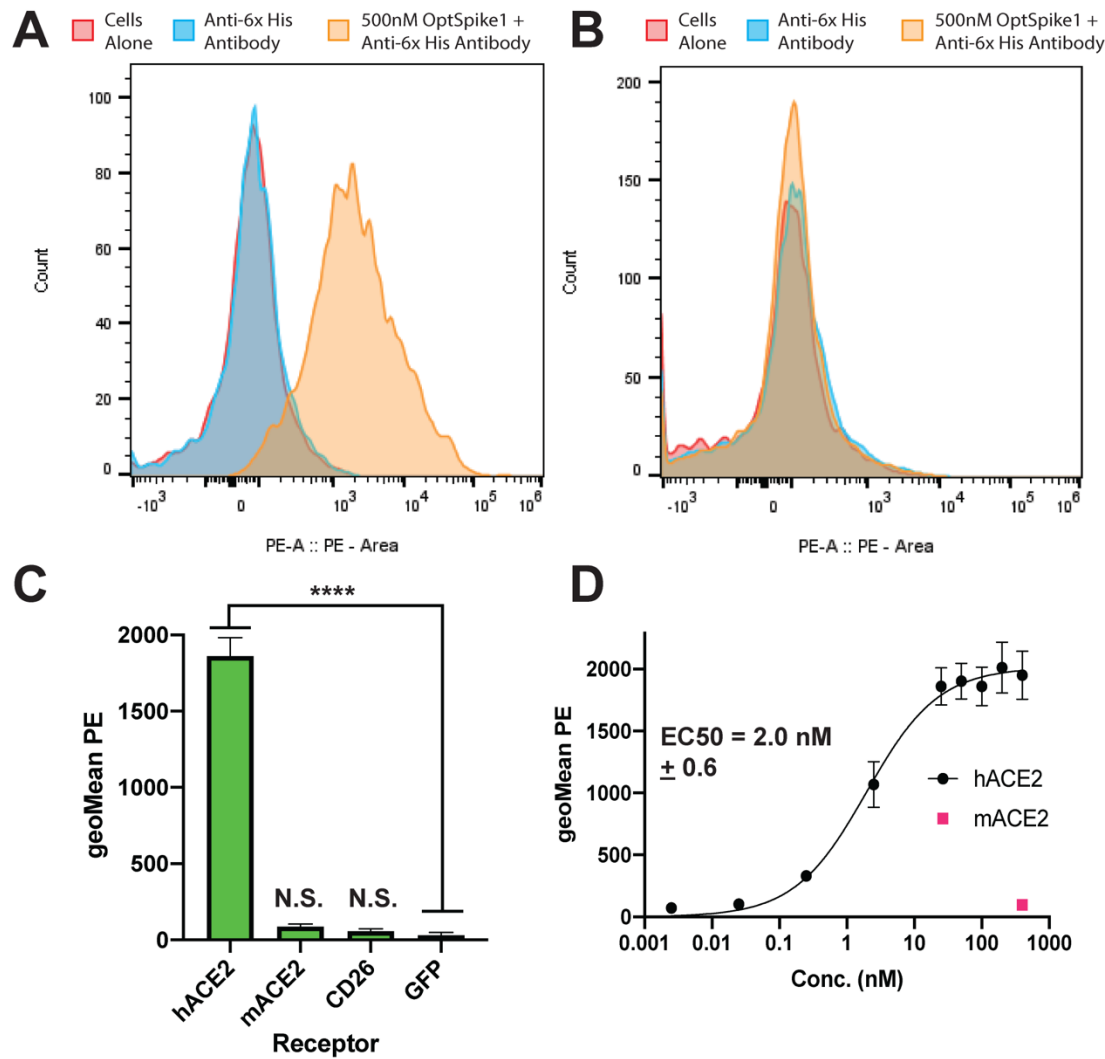 A
Cells
Alone
Anti-6x His
Antibody
500nM OptSpike1 +
Anti-6x His Antibody
100
80
60
40
20
0
Count
-10³
0
10³
10⁴
10⁵
10⁶
PE-A :: PE - Area
B
Cells
Alone
Anti-6x His
Antibody
500nM OptSpike1 +
Anti-6x His Antibody
200
150
100
50
0
Count
-10³
0
10³
10⁴
10⁵
10⁶
PE-A :: PE - Area
C
****
2000
1500
1000
500
0
geoMean PE
N.S.
N.S.
hACE2
mACE2
CD26
GFP
Receptor
D
2000
1500
1000
500
0
geoMean PE
EC50 = 2.0 nM
± 0.6
hACE2
mACE2
0.001
0.01
0.1
1
10
100
1000
Conc. (nM)